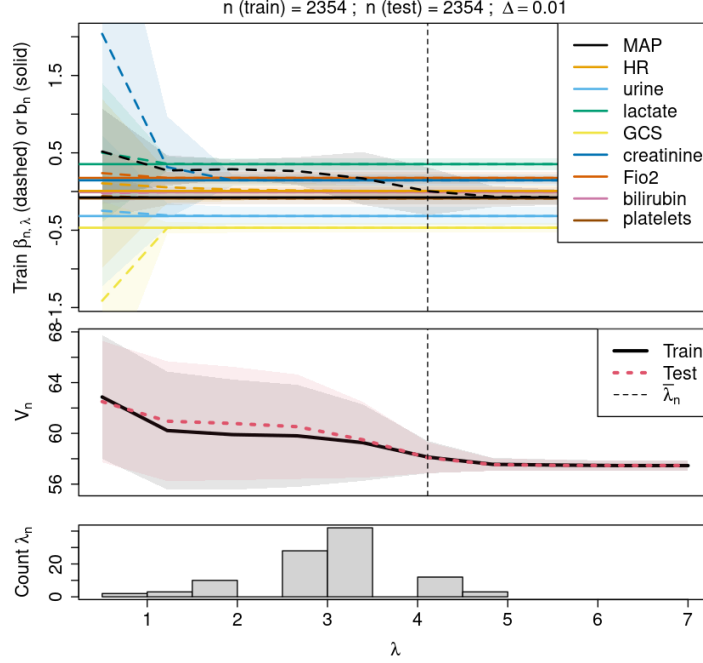 n (train) = 2354 ; n (test) = 2354 ; Δ = 0.01
Train βn,λ (dashed) or bn (solid)
1.5
0.5
-0.5
-1.5
MAP
HR
urine
lactate
GCS
creatinine
Fio2
bilirubin
platelets
Vn
68
64
60
56
Train
Test
λ̅n
Count λn
20
0
1
2
3
4
5
6
7
λ